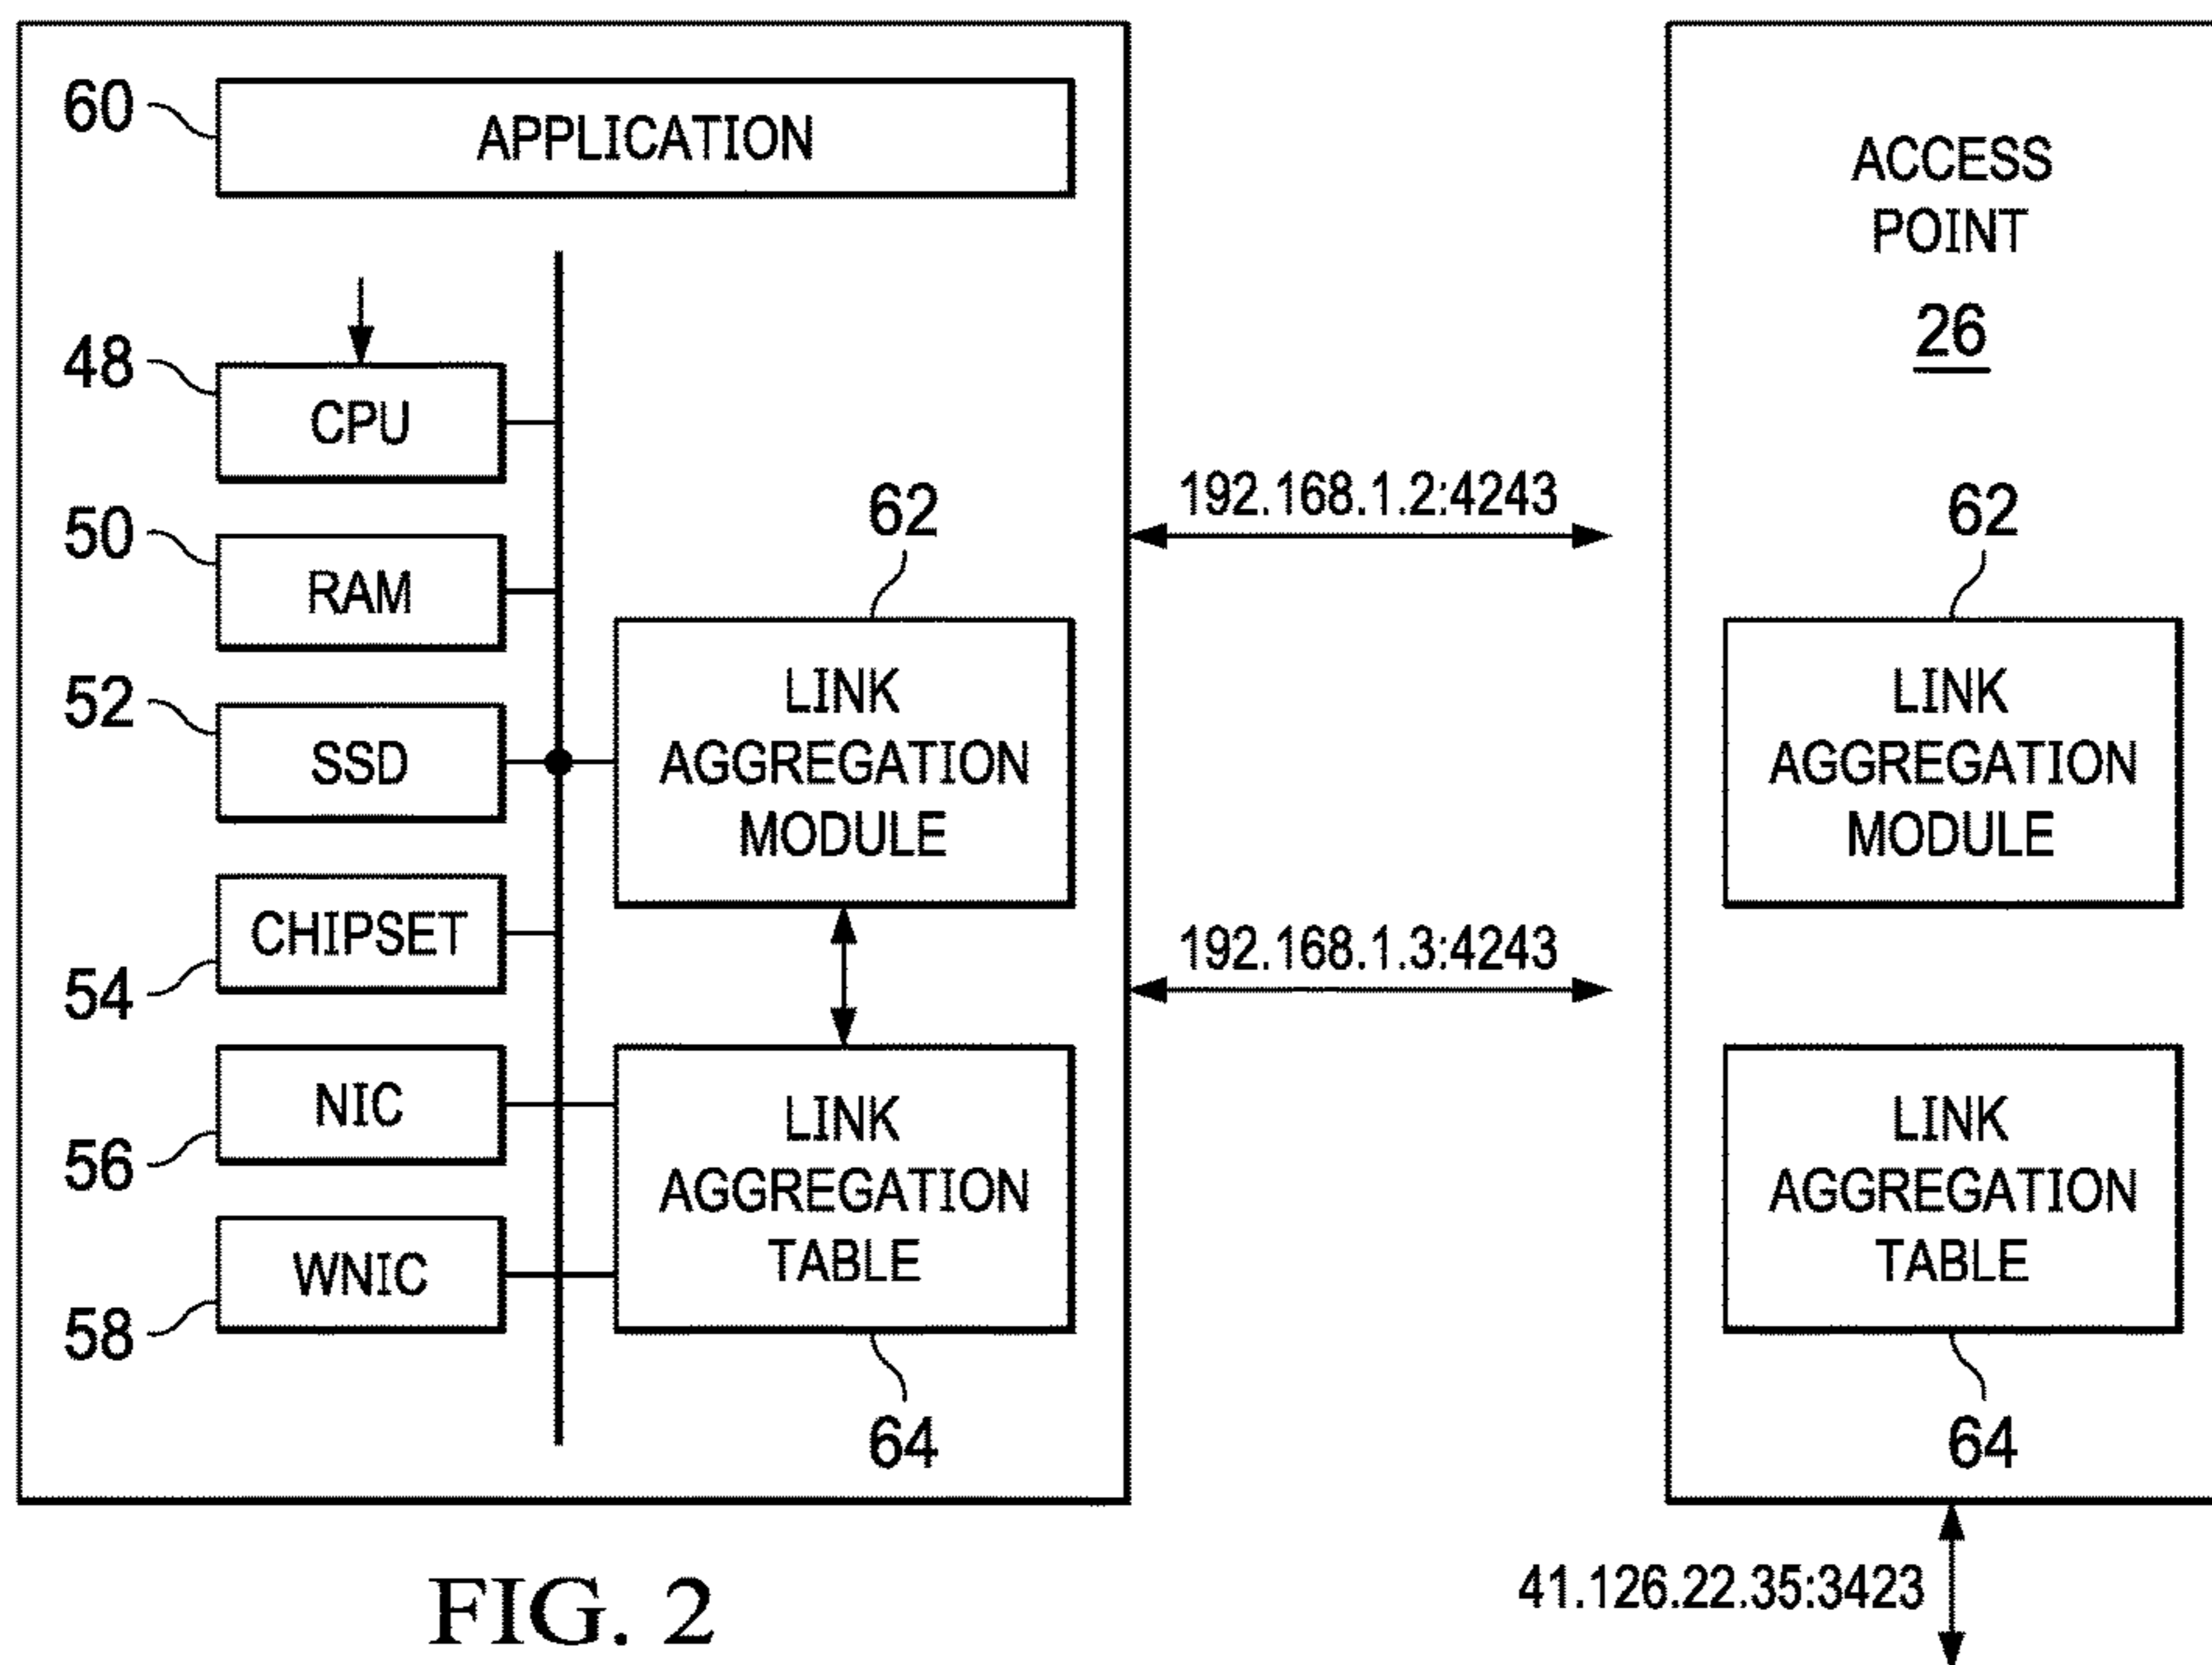 60
APPLICATION
48
CPU
50
RAM
52
SSD
54
CHIPSET
56
NIC
58
WNIC
62
LINK
AGGREGATION
MODULE
LINK
AGGREGATION
TABLE
64
192.168.1.2:4243
192.168.1.3:4243
ACCESS
POINT
26
62
LINK
AGGREGATION
MODULE
LINK
AGGREGATION
TABLE
64
41.126.22.35:3423
FIG. 2